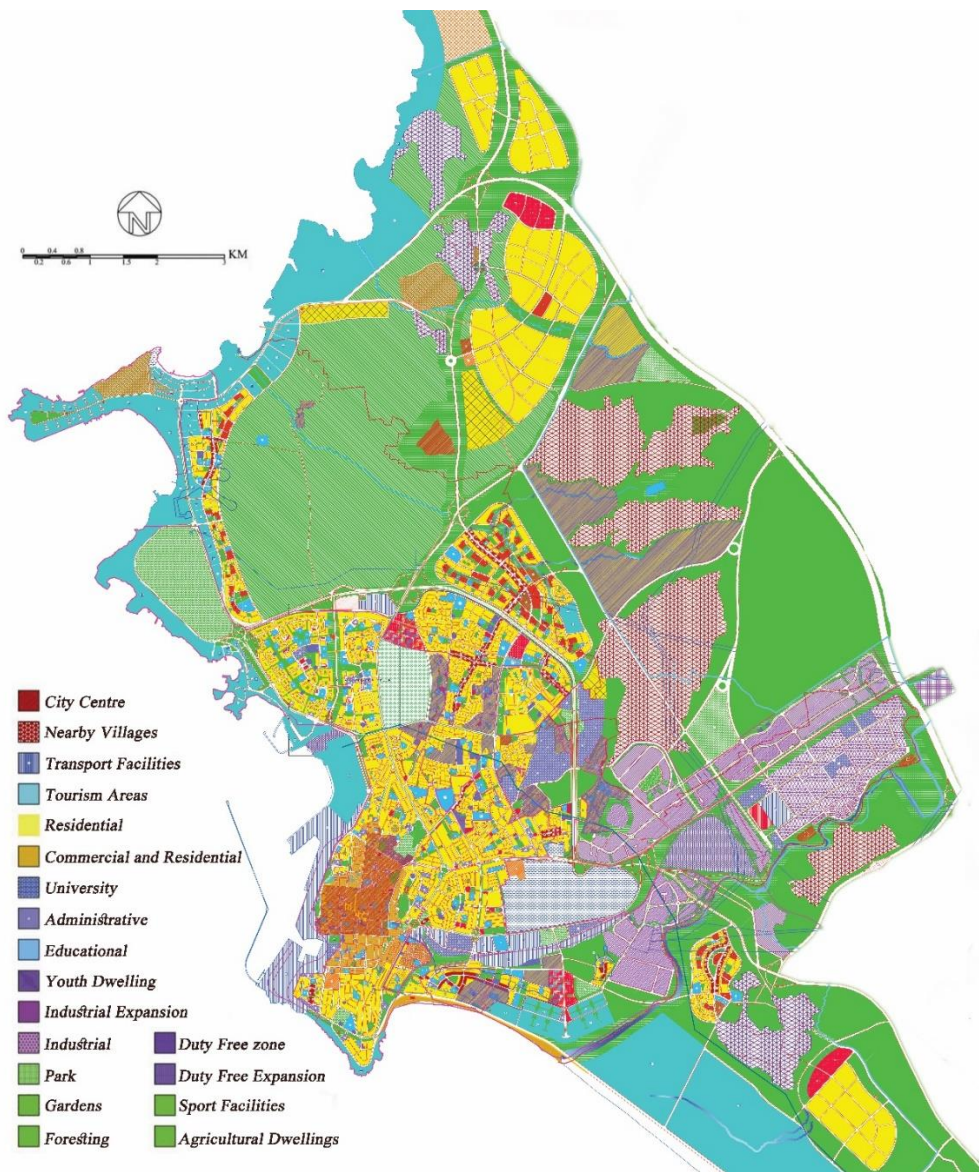 N
0 0.4 0.8 KM
0.2 0.6 1 1.5 2 3
City Centre
Nearby Villages
Transport Facilities
Tourism Areas
Residential
Commercial and Residential
University
Administrative
Educational
Youth Dwelling
Industrial Expansion
Industrial
Park
Gardens
Foresting
Duty Free zone
Duty Free Expansion
Sport Facilities
Agricultural Dwellings